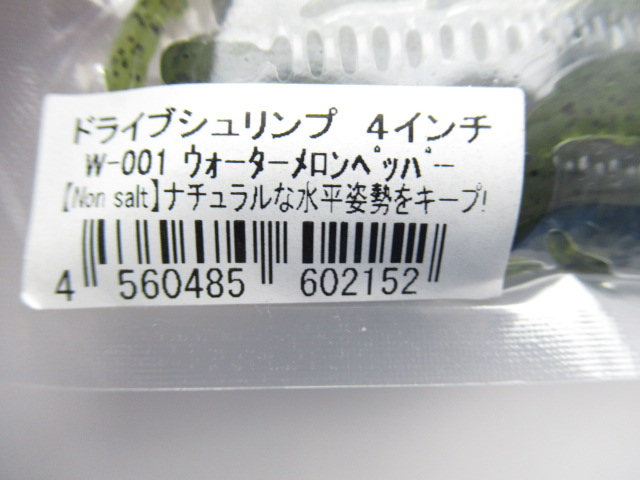 ドライブシュリンプ 4インチ
W-001 ウォーターメロンペッパー
【Non salt】ナチュラルな水平姿勢をキープ!
4 560485 602152